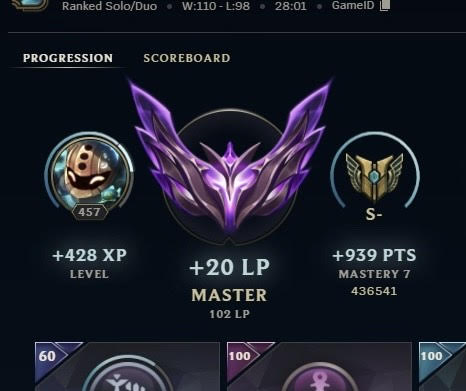 Ranked Solo/Duo • W:110 - L:98 • 28:01 • GameID
PROGRESSION SCOREBOARD
457
S-
+428 XP
LEVEL
+20 LP
MASTER
102 LP
+939 PTS
MASTERY 7
436541
60
100
100